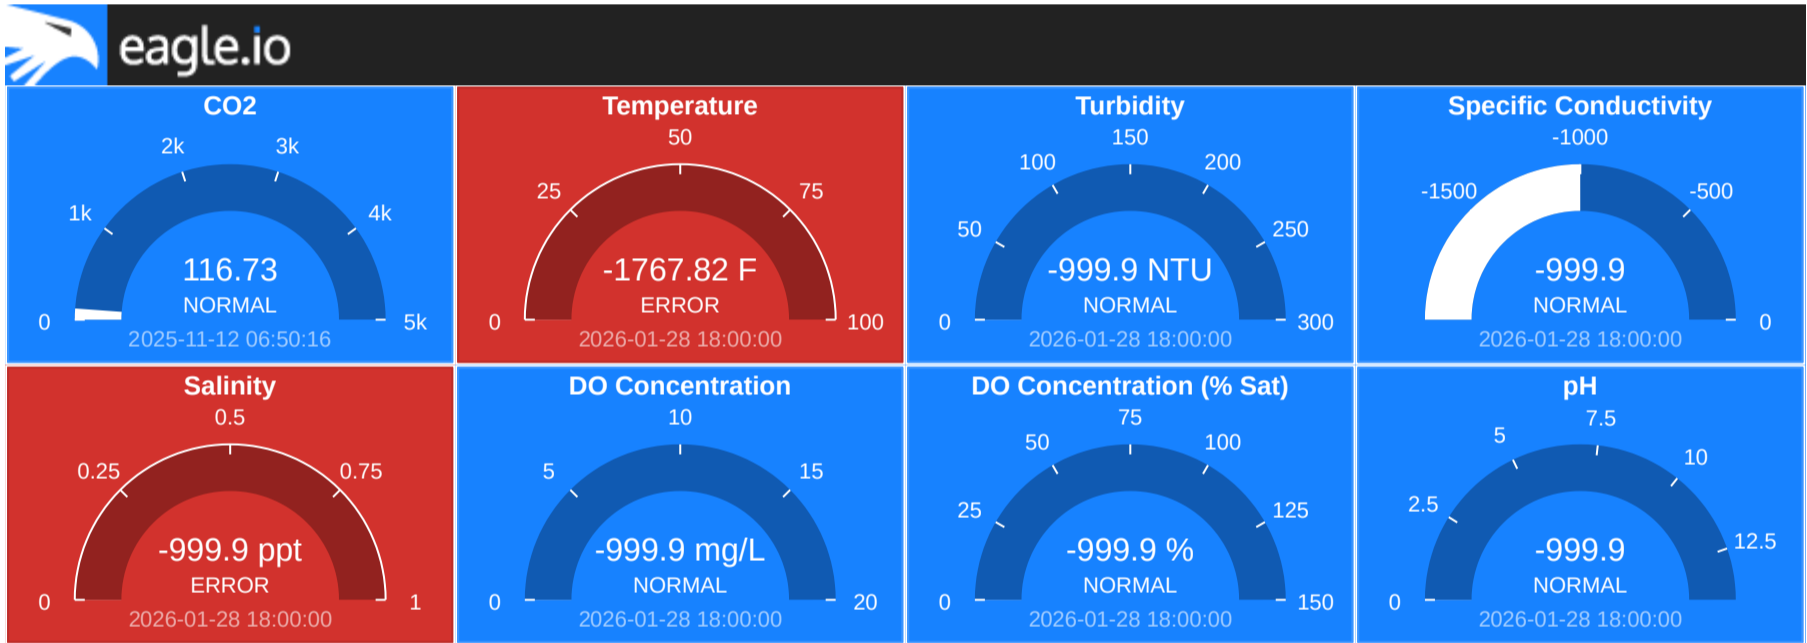 eagle.io
CO2
0
1k
2k
3k
4k
5k
116.73
NORMAL
2025-11-12 06:50:16
Temperature
0
25
50
75
100
-1767.82 F
ERROR
2026-01-28 18:00:00
Turbidity
0
50
100
150
200
250
300
-999.9 NTU
NORMAL
2026-01-28 18:00:00
Specific Conductivity
-1500
-1000
-500
0
-999.9
NORMAL
2026-01-28 18:00:00
Salinity
0
0.25
0.5
0.75
1
-999.9 ppt
ERROR
2026-01-28 18:00:00
DO Concentration
0
5
10
15
20
-999.9 mg/L
NORMAL
2026-01-28 18:00:00
DO Concentration (% Sat)
0
25
50
75
100
125
150
-999.9 %
NORMAL
2026-01-28 18:00:00
pH
0
2.5
5
7.5
10
12.5
-999.9
NORMAL
2026-01-28 18:00:00